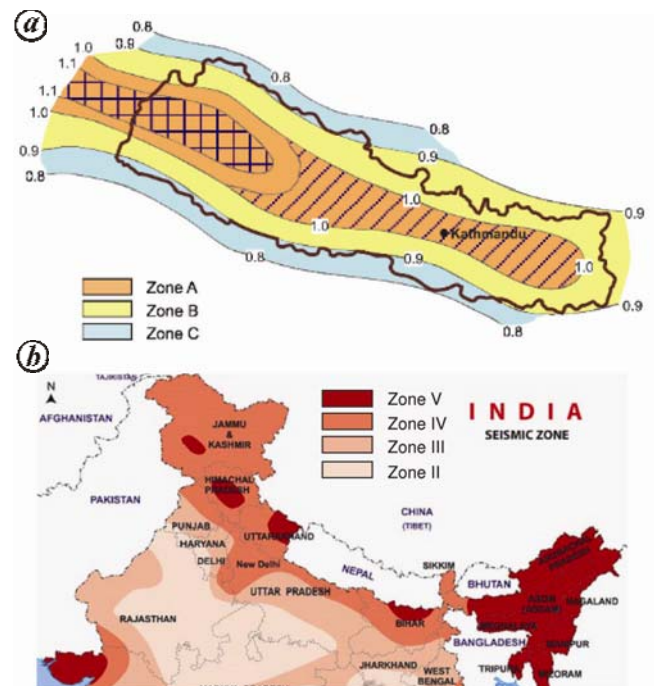 a
0.8
0.9
1.0
1.1
1.1
1.0
0.9
0.8
0.8
0.8
0.9
1.0
1.0
Kathmandu
0.9
1.0
0.8
0.9
0.9
0.8
Zone A
Zone B
Zone C
b
N
TAJIKISTAN
AFGHANISTAN
JAMMU
&
KASHMIR
Zone V
Zone IV
Zone III
Zone II
INDIA
SEISMIC ZONE
HIMACHAL
PRADESH
PAKISTAN
CHINA
(TIBET)
PUNJAB
UTTARAKHAND
HARYANA
DELHI
New Delhi
NEPAL
SIKKIM
BHUTAN
ARUNACHAL
PRADESH
UTTAR PRADESH
RAJASTHAN
BIHAR
ASOM
(ASSAM)
NAGALAND
MEGHALAYA
BANGLADESH
MANIPUR
JHARKHAND
WEST
BENGAL
TRIPURA
MIZORAM